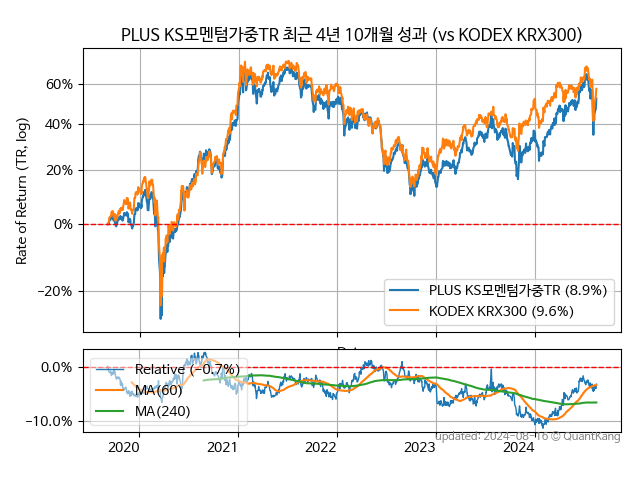 PLUS KS모멘텀가중TR 최근 4년 10개월 성과 (vs KODEX KRX300)
Rate of Return (TR, log)
60%
40%
20%
0%
−20%
PLUS KS모멘텀가중TR (8.9%)
KODEX KRX300 (9.6%)
0.0%
−10.0%
Relative (−0.7%)
MA(60)
MA(240)
2020
2021
2022
2023
2024
updated: 2024-08-16 © QuantKang